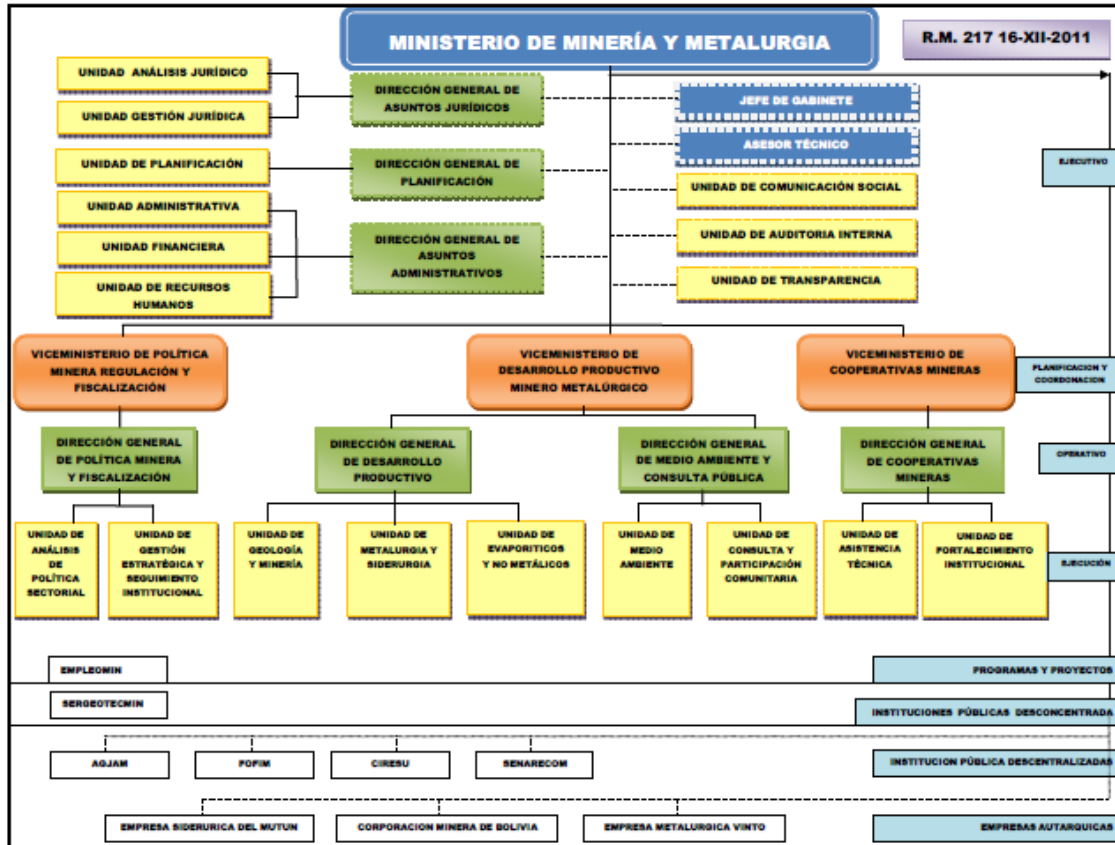 MINISTERIO DE MINERÍA Y METALURGIA
R.M. 217 16-XII-2011
UNIDAD ANÁLISIS JURÍDICO
UNIDAD GESTIÓN JURÍDICA
DIRECCIÓN GENERAL DE
ASUNTOS JURÍDICOS
JEFE DE GABINETE
ASESOR TÉCNICO
UNIDAD DE PLANIFICACIÓN
DIRECCIÓN GENERAL DE
PLANIFICACIÓN
EJECUTIVO
UNIDAD DE COMUNICACIÓN SOCIAL
UNIDAD ADMINISTRATIVA
UNIDAD FINANCIERA
UNIDAD DE RECURSOS
HUMANOS
DIRECCIÓN GENERAL DE
ASUNTOS
ADMINISTRATIVOS
UNIDAD DE AUDITORIA INTERNA
UNIDAD DE TRANSPARENCIA
VICEMINISTERIO DE POLÍTICA
MINERA REGULACIÓN Y
FISCALIZACIÓN
VICEMINISTERIO DE
DESARROLLO PRODUCTIVO
MINERO METALÚRGICO
VICEMINISTERIO DE
COOPERATIVAS MINERAS
PLANIFICACION Y
COORDONACION
DIRECCIÓN GENERAL
DE POLÍTICA MINERA
Y FISCALIZACIÓN
DIRECCIÓN GENERAL
DE DESARROLLO
PRODUCTIVO
DIRECCIÓN GENERAL
DE MEDIO AMBIENTE Y
CONSULTA PÚBLICA
DIRECCIÓN GENERAL
DE COOPERATIVAS
MINERAS
OPERATIVO
UNIDAD DE
ANÁLISIS
DE
POLÍTICA
SECTORIAL
UNIDAD DE
GESTIÓN
ESTRATÉGICA Y
SEGUIMIENTO
INSTITUCIONAL
UNIDAD DE
GEOLOGÍA
Y MINERÍA
UNIDAD DE
METALURGIA Y
SIDERURGIA
UNIDAD DE
EVAPORITICOS
Y NO METÁLICOS
UNIDAD DE
MEDIO
AMBIENTE
UNIDAD DE
CONSULTA Y
PARTICIPACIÓN
COMUNITARIA
UNIDAD DE
ASISTENCIA
TÉCNICA
UNIDAD DE
FORTALECIMIENTO
INSTITUCIONAL
EJECUCIÓN
EMPLEOMIN
PROGRAMAS Y PROYECTOS
SERGEOTECMIN
INSTITUCIONES PÚBLICAS DESCONCENTRADA
AGJAM
FOFIM
CIRESU
SENARECOM
INSTITUCION PÚBLICA DESCENTRALIZADAS
EMPRESA SIDERURICA DEL MUTUN
CORPORACION MINERA DE BOLIVIA
EMPRESA METALURGICA VINTO
EMPRESAS AUTARQUICAS